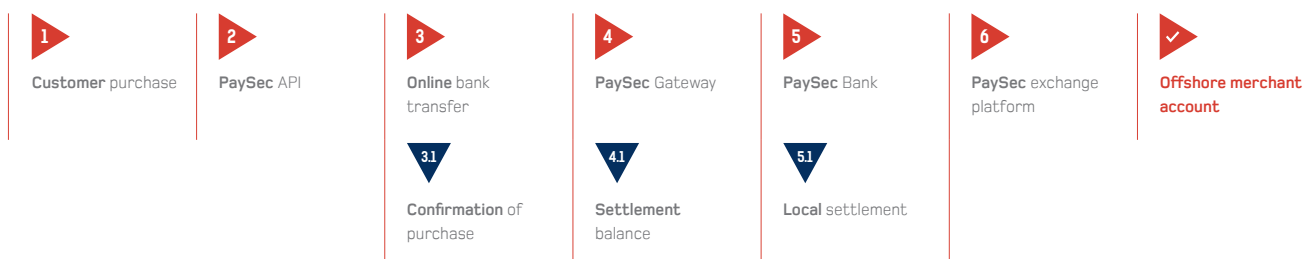 1 2 3 4 5 6
Customer purchase
PaySec API
Online bank
transfer
PaySec Gateway
PaySec Bank
PaySec exchange
platform
Offshore merchant
account
3.1 4.1 5.1
Confirmation of
purchase
Settlement
balance
Local settlement